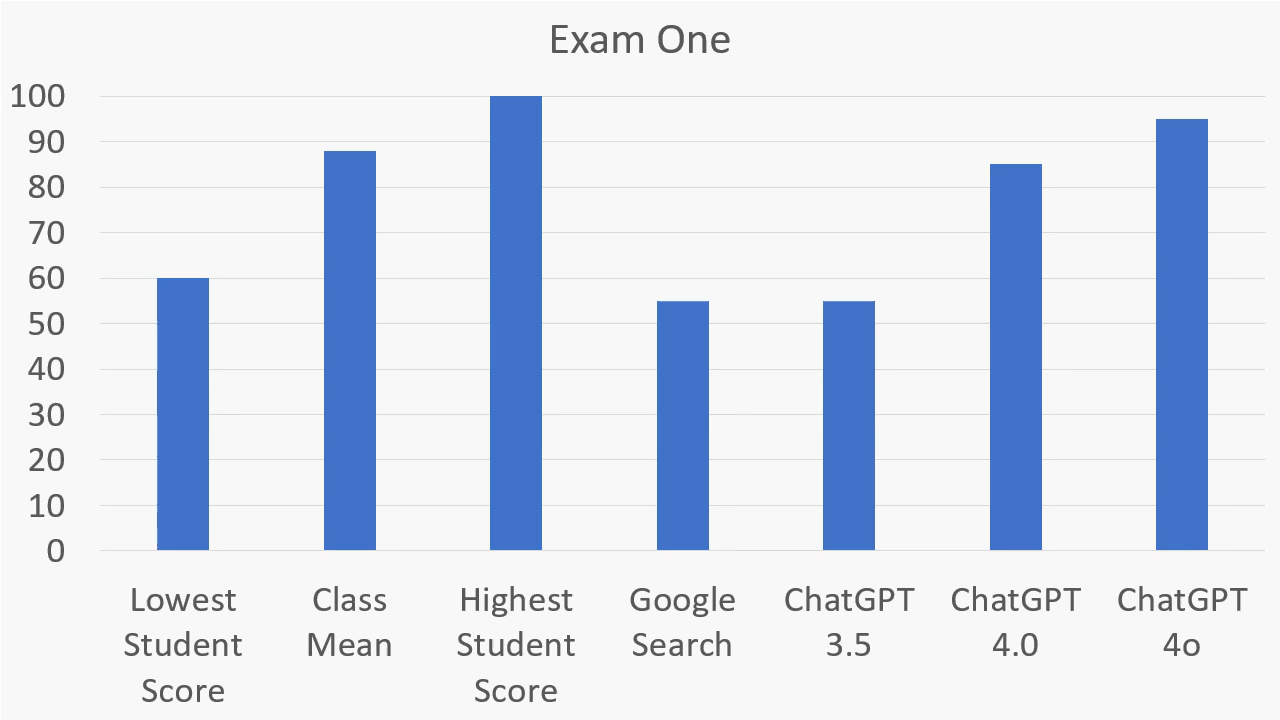 Exam One
100
90
80
70
60
50
40
30
20
10
0
Lowest Student Score
Class Mean
Highest Student Score
Google Search
ChatGPT 3.5
ChatGPT 4.0
ChatGPT 4o